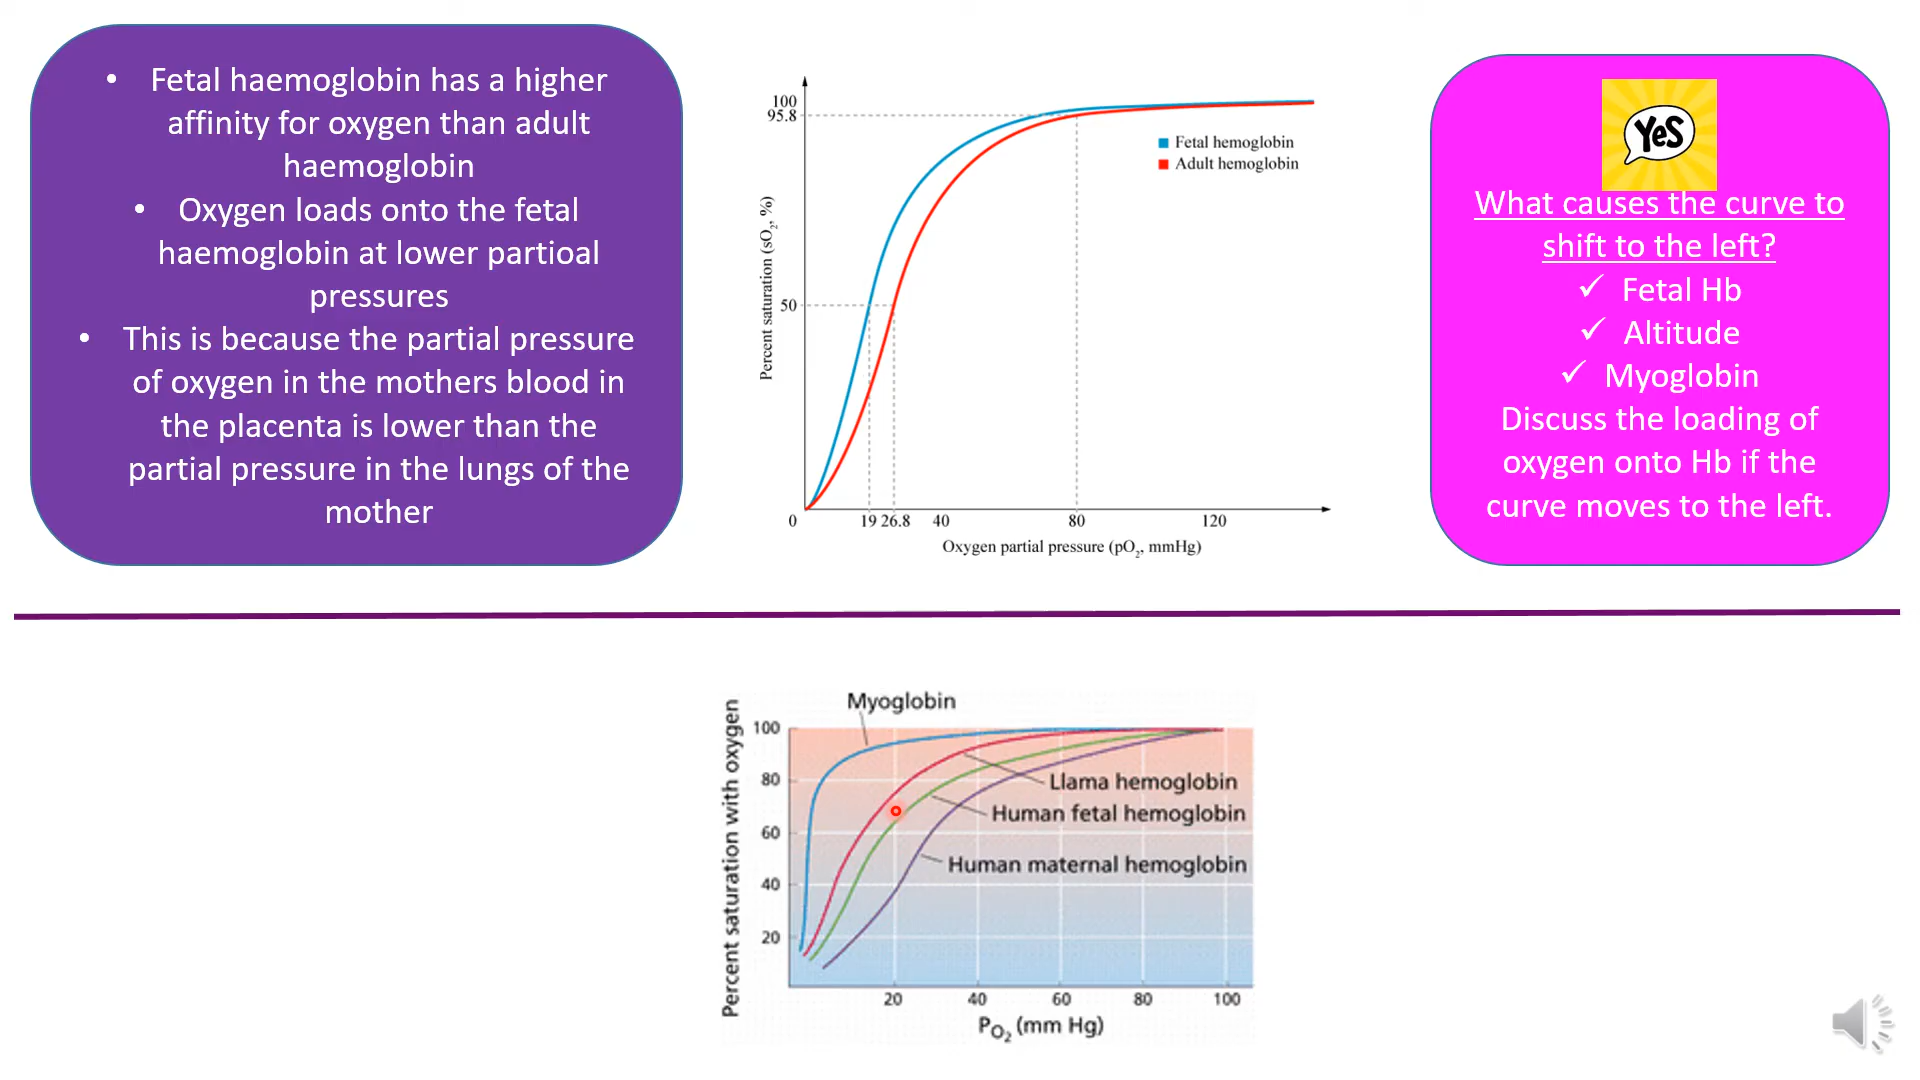 • Fetal haemoglobin has a higher
affinity for oxygen than adult
haemoglobin
• Oxygen loads onto the fetal
haemoglobin at lower partioal
pressures
• This is because the partial pressure
of oxygen in the mothers blood in
the placenta is lower than the
partial pressure in the lungs of the
mother
100
95.8
50
0
19 26.8 40 80 120
Percent saturation (sO₂, %)
Oxygen partial pressure (pO₂, mmHg)
Fetal hemoglobin
Adult hemoglobin
YeS
What causes the curve to
shift to the left?
✓ Fetal Hb
✓ Altitude
✓ Myoglobin
Discuss the loading of
oxygen onto Hb if the
curve moves to the left.
Myoglobin
Llama hemoglobin
Human fetal hemoglobin
Human maternal hemoglobin
Percent saturation with oxygen
100
80
60
40
20
20 40 60 80 100
PO₂ (mm Hg)